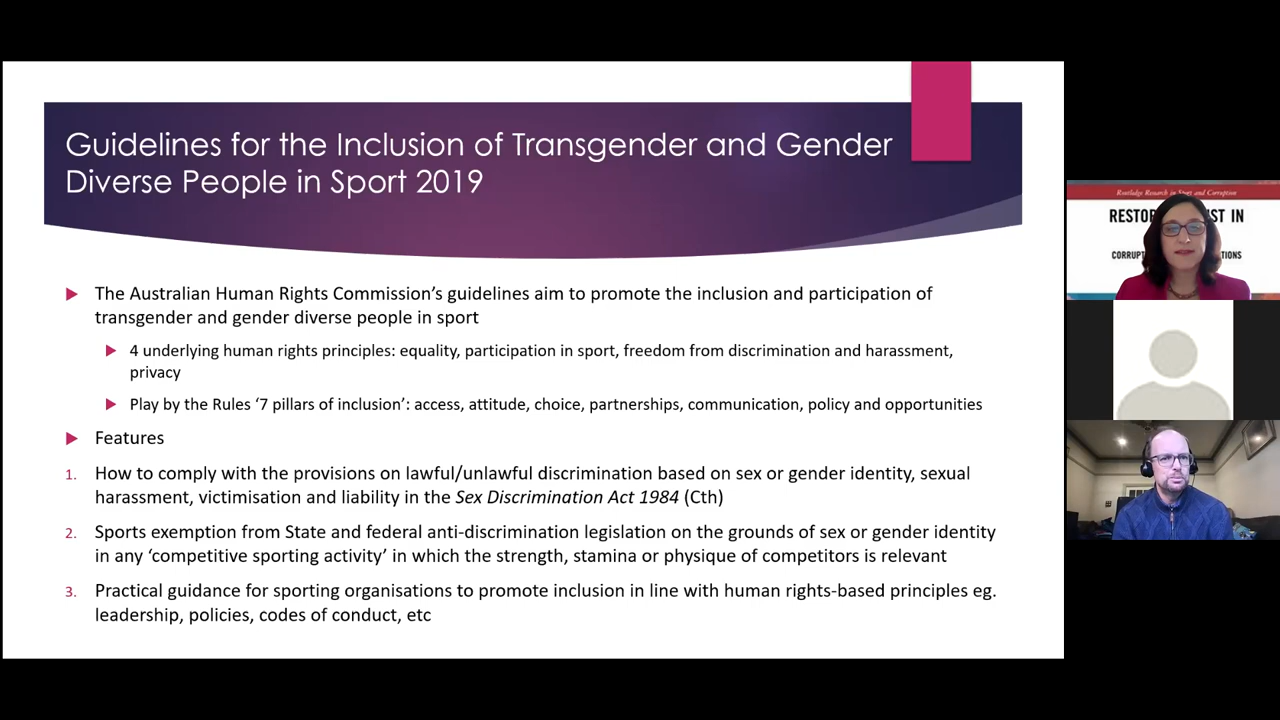 Guidelines for the Inclusion of Transgender and Gender
Diverse People in Sport 2019
The Australian Human Rights Commission’s guidelines aim to promote the inclusion and participation of
transgender and gender diverse people in sport
4 underlying human rights principles: equality, participation in sport, freedom from discrimination and harassment,
privacy
Play by the Rules ‘7 pillars of inclusion’: access, attitude, choice, partnerships, communication, policy and opportunities
Features
1. How to comply with the provisions on lawful/unlawful discrimination based on sex or gender identity, sexual
harassment, victimisation and liability in the Sex Discrimination Act 1984 (Cth)
2. Sports exemption from State and federal anti-discrimination legislation on the grounds of sex or gender identity
in any ‘competitive sporting activity’ in which the strength, stamina or physique of competitors is relevant
3. Practical guidance for sporting organisations to promote inclusion in line with human rights-based principles eg.
leadership, policies, codes of conduct, etc
Routledge Research in Sport and Corruption
IN